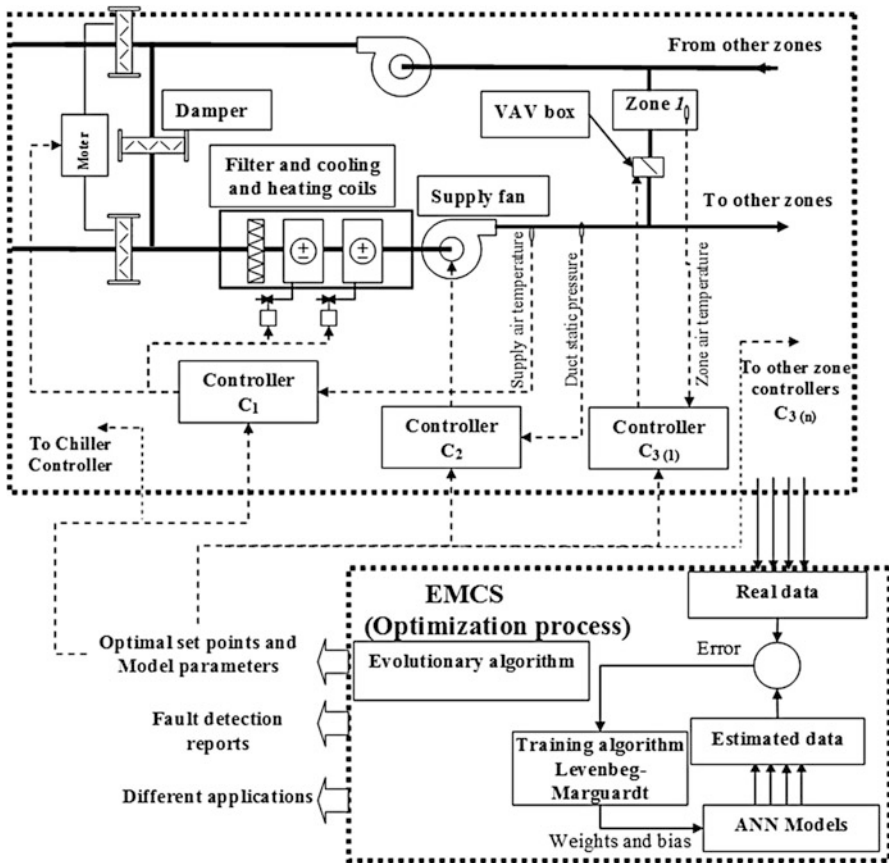 From other zones
Damper
VAV box
Zone 1
Moter
Filter and cooling
and heating coils
Supply fan
To other zones
Supply air temperature
Duct static pressure
Zone air temperature
Controller
C1
Controller
C2
Controller
C3 (1)
To other zone
controllers
C3 (n)
To Chiller
Controller
EMCS
(Optimization process)
Real data
Optimal set points and
Model parameters
Evolutionary algorithm
Error
Fault detection
reports
Training algorithm
Levenbeg-
Marguardt
Estimated data
Different applications
Weights and bias
ANN Models